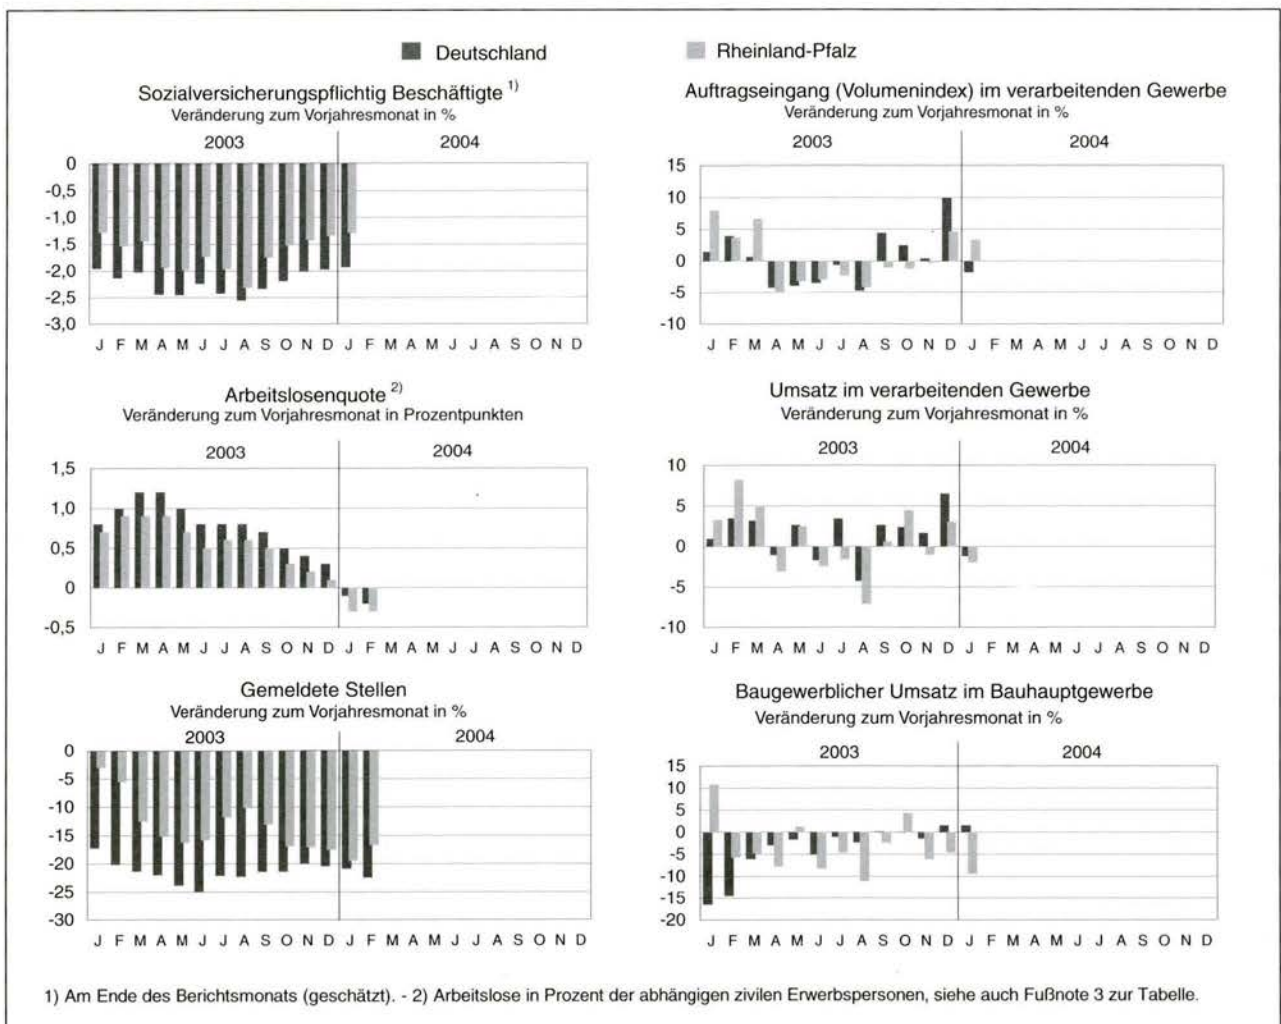 Deutschland
Rheinland-Pfalz
Sozialversicherungspflichtig Beschäftigte 1)
Veränderung zum Vorjahresmonat in %
2003 2004
0
-0,5
-1,0
-1,5
-2,0
-2,5
-3,0
J F M A M J J A S O N D J F M A M J J A S O N D
Auftragseingang (Volumenindex) im verarbeitenden Gewerbe
Veränderung zum Vorjahresmonat in %
2003 2004
15
10
5
0
-5
-10
J F M A M J J A S O N D J F M A M J J A S O N D
Arbeitslosenquote 2)
Veränderung zum Vorjahresmonat in Prozentpunkten
2003 2004
1,5
1,0
0,5
0
-0,5
J F M A M J J A S O N D J F M A M J J A S O N D
Umsatz im verarbeitenden Gewerbe
Veränderung zum Vorjahresmonat in %
2003 2004
10
5
0
-5
-10
J F M A M J J A S O N D J F M A M J J A S O N D
Gemeldete Stellen
Veränderung zum Vorjahresmonat in %
2003 2004
0
-5
-10
-15
-20
-25
-30
J F M A M J J A S O N D J F M A M J J A S O N D
Baugewerblicher Umsatz im Bauhauptgewerbe
Veränderung zum Vorjahresmonat in %
2003 2004
15
10
5
0
-5
-10
-15
-20
J F M A M J J A S O N D J F M A M J J A S O N D
1) Am Ende des Berichtsmonats (geschätzt). - 2) Arbeitslose in Prozent der abhängigen zivilen Erwerbspersonen, siehe auch Fußnote 3 zur Tabelle.